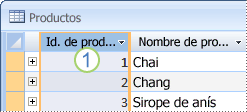 Productos
Id. de prod... Nombre de pro...
1 1 Chai
2 Chang
3 Sirope de anís